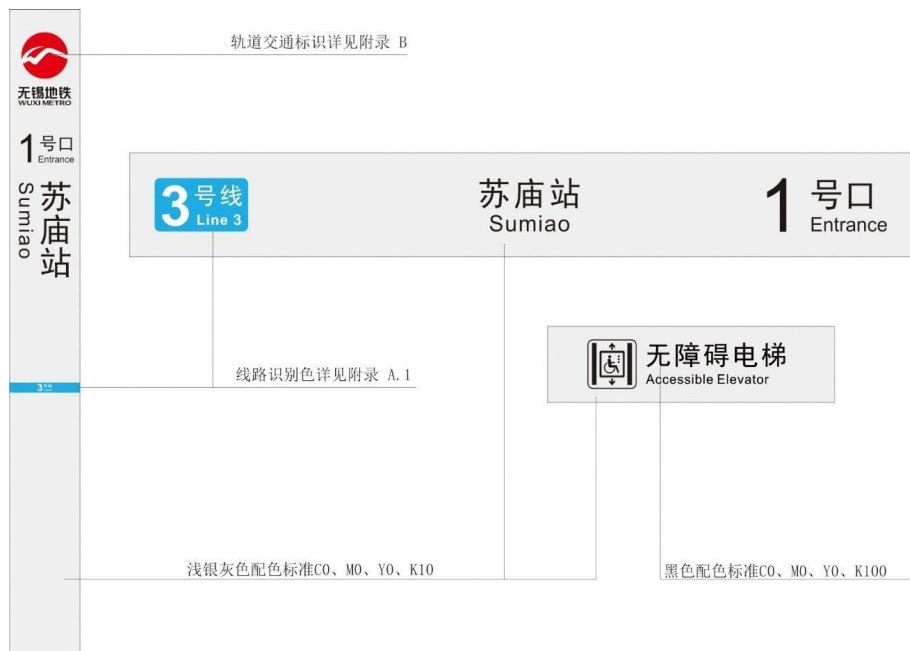 无锡地铁
WUXI METRO
1号口
Entrance
苏庙站
Sumiao
3号线
轨道交通标识详见附录 B
3号线
Line 3
苏庙站
Sumiao
1号口
Entrance
无障碍电梯
Accessible Elevator
线路识别色详见附录 A.1
浅银灰色配色标准C0、M0、Y0、K10
黑色配色标准C0、M0、Y0、K100